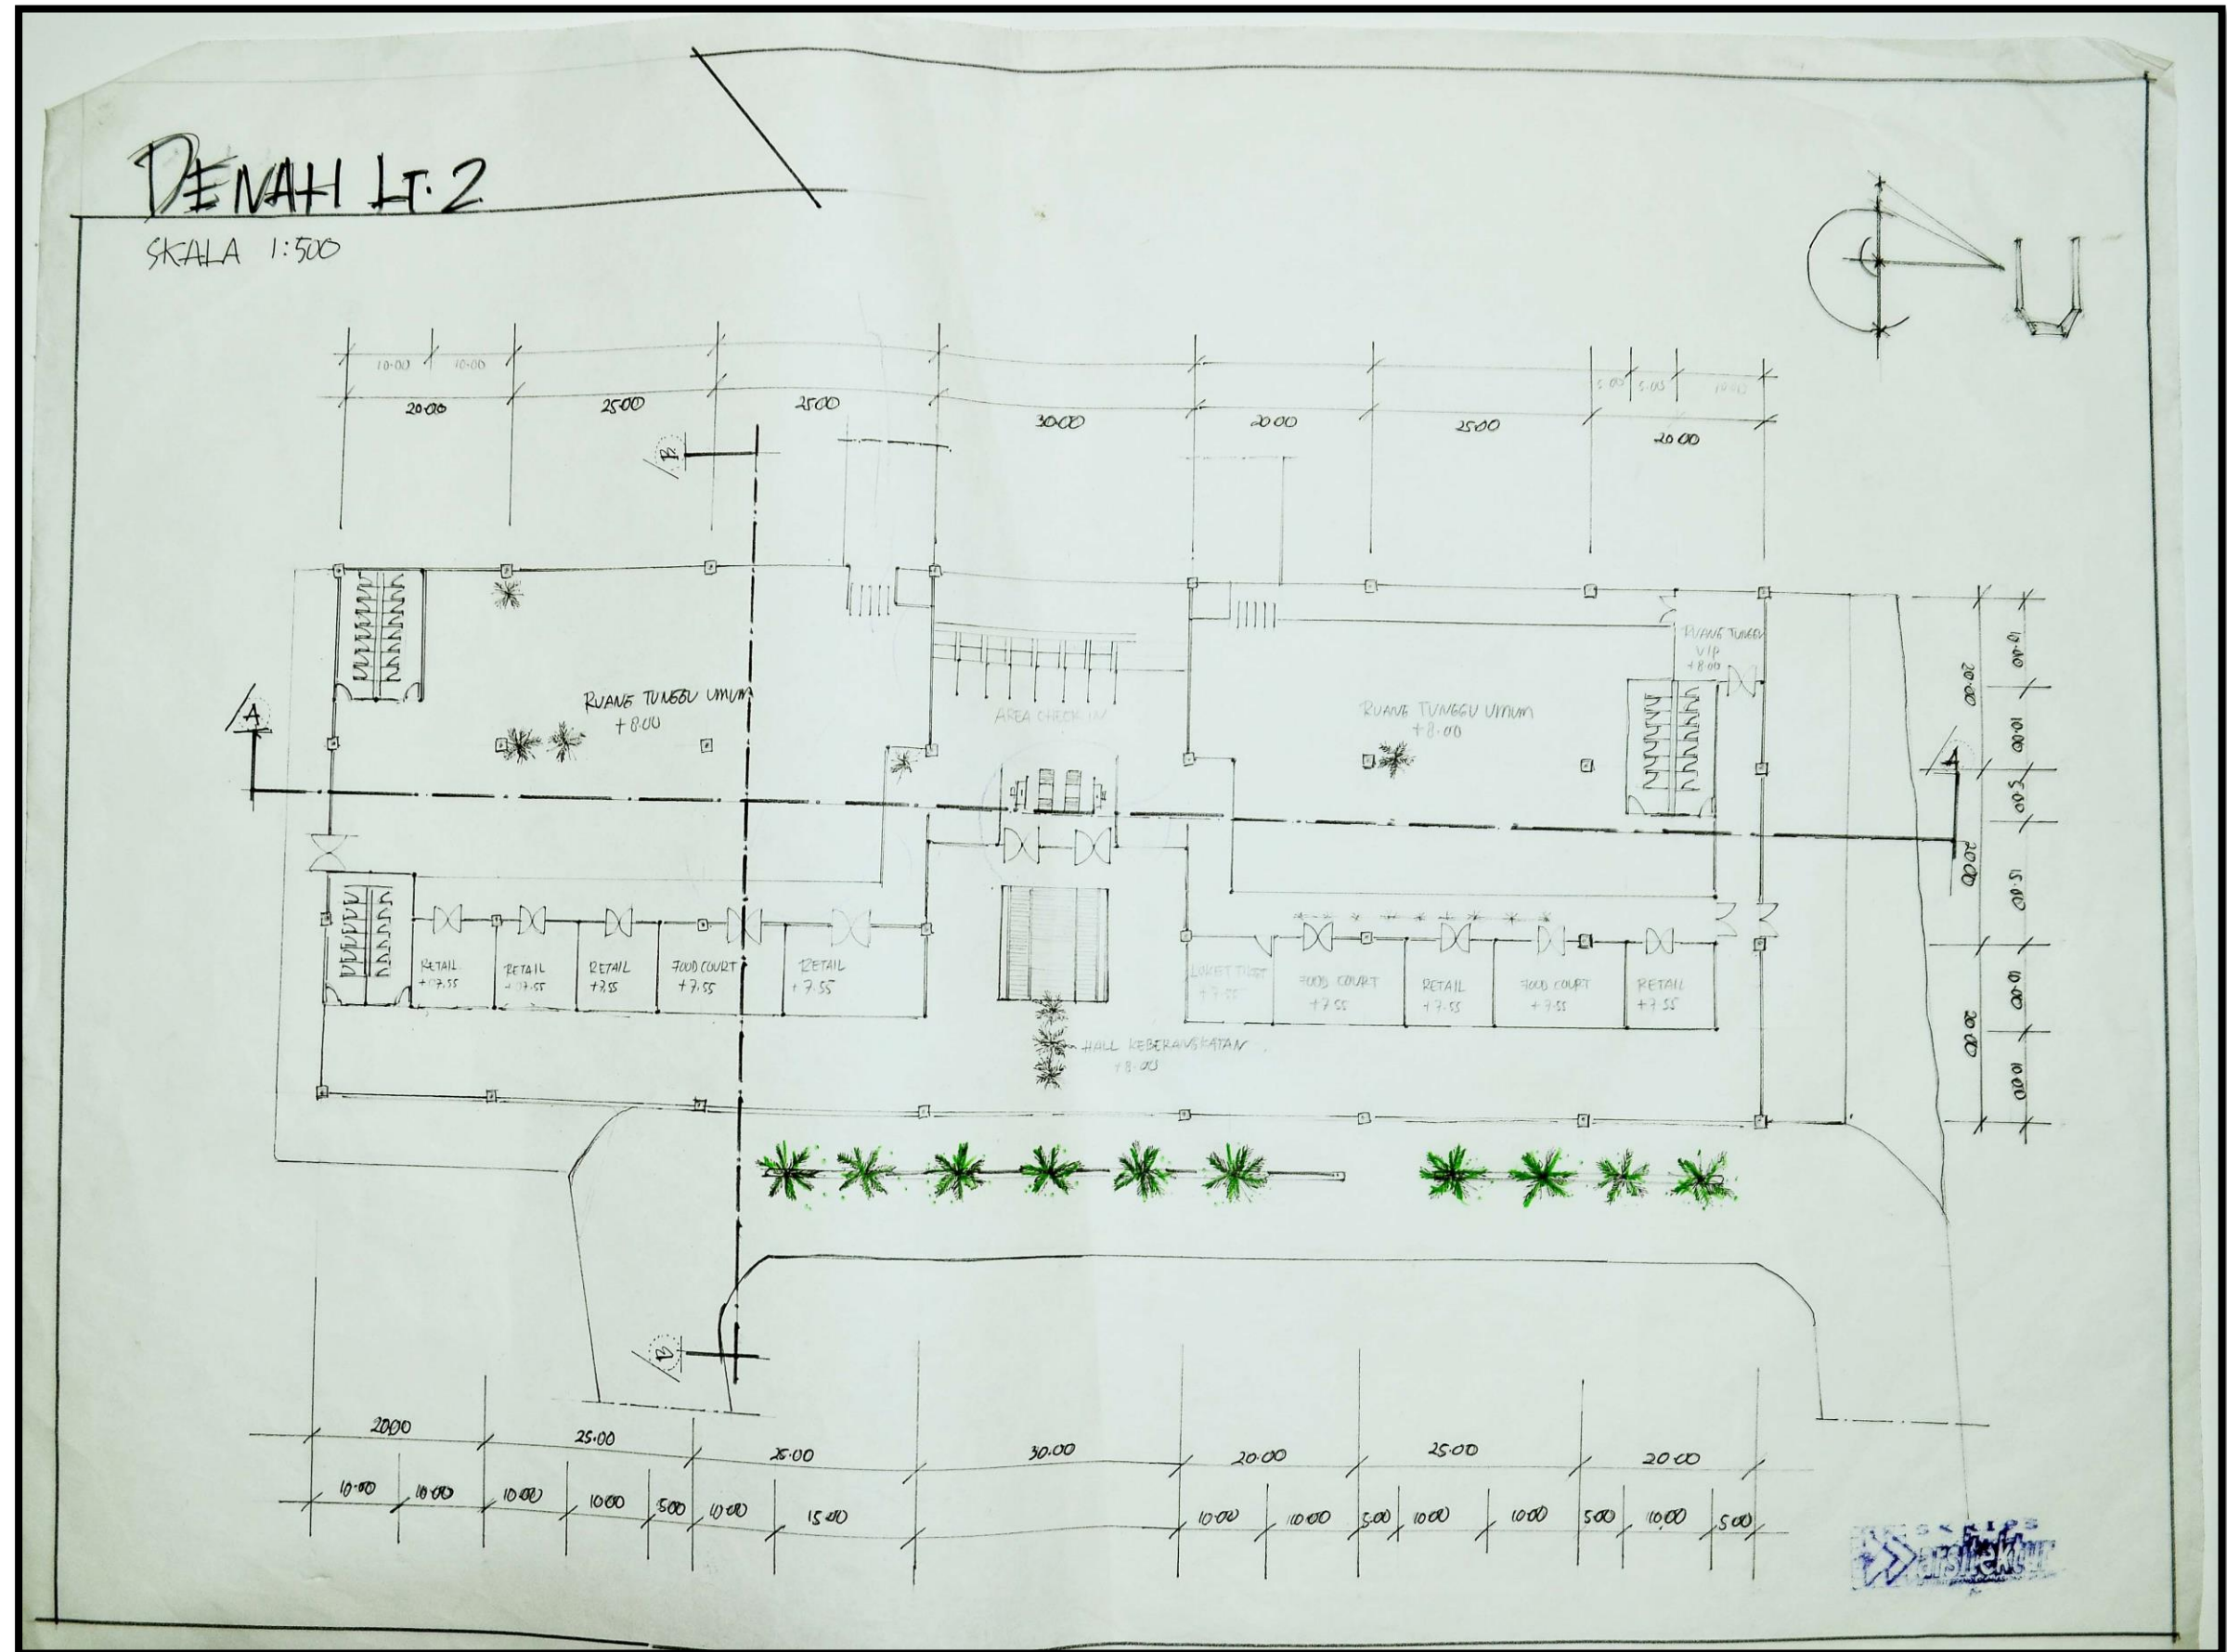 DENAH LT. 2
SKALA 1:500
U
10.00 10.00
5.00 5.00 10.00
20.00 25.00 25.00 30.00 20.00 25.00 20.00
B
RUANG TUNGGU UMUM
+8.00
AREA CHECK IN
RUANG TUNGGU UMUM
+8.00
RUANG TUNGGU
VIP
+8.00
A
A
20.00
20.00
20.00
10.00
10.00
5.00
15.00
10.00
10.00
RETAIL
+7.55
RETAIL
+7.55
RETAIL
+7.55
FOOD COURT
+7.55
RETAIL
+7.55
LOKET TIKET
+7.55
FOOD COURT
+7.55
RETAIL
+7.55
FOOD COURT
+7.55
RETAIL
+7.55
HALL KEBERANGKATAN
+8.00
B
20.00 25.00 25.00 30.00 20.00 25.00 20.00
10.00 10.00 10.00 10.00 5.00 10.00 15.00 10.00 10.00 5.00 10.00 10.00 5.00 10.00 5.00
arsitektur